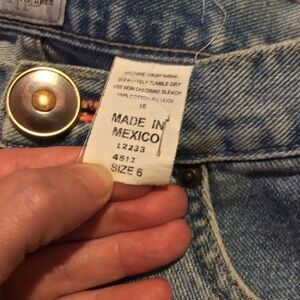 MACHINE WASH WARM
SEPARATELY TUMBLE DRY
USE NON CHLORINE BLEACH
100% COTTON
16
MADE IN
MEXICO
12233
4513
SIZE 6